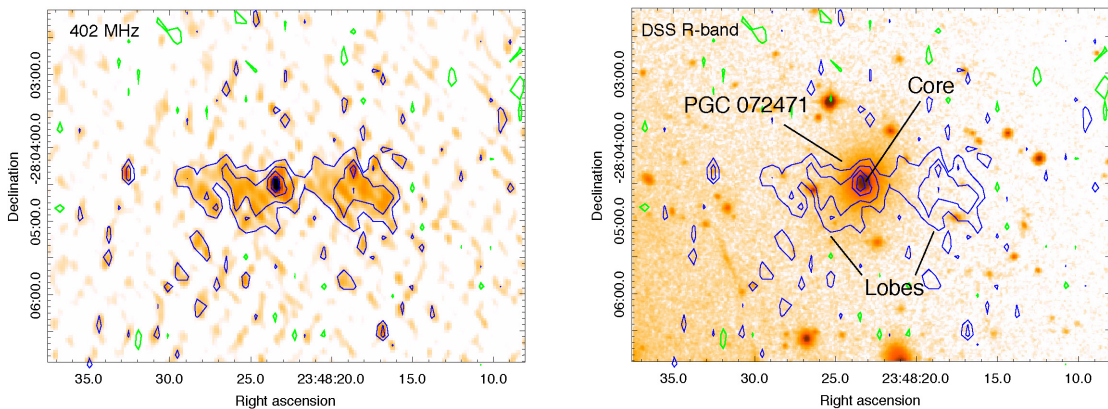 402 MHz
Declination
03:00.0
-28:04:00.0
05:00.0
06:00.0
35.0 30.0 25.0 23:48:20.0 15.0 10.0
Right ascension
DSS R-band
PGC 072471
Core
Lobes
Declination
03:00.0
-28:04:00.0
05:00.0
06:00.0
35.0 30.0 25.0 23:48:20.0 15.0 10.0
Right ascension